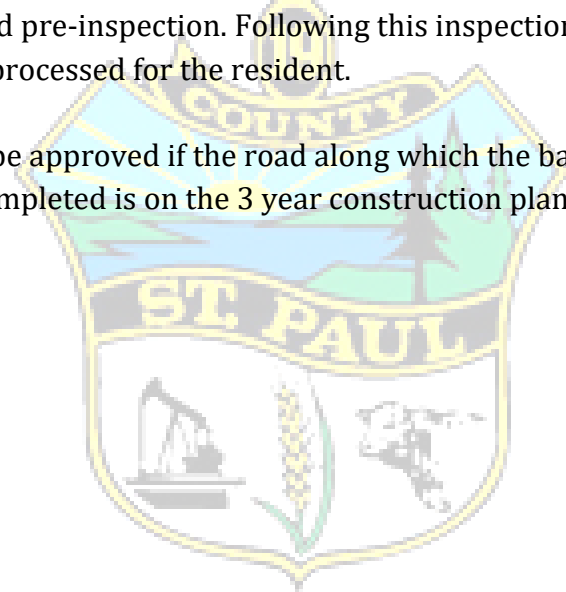 d pre-inspection. Following this inspection
processed for the resident.
be approved if the road along which the ba
mpleted is on the 3 year construction plan
19
COUNTY
ST. PAUL